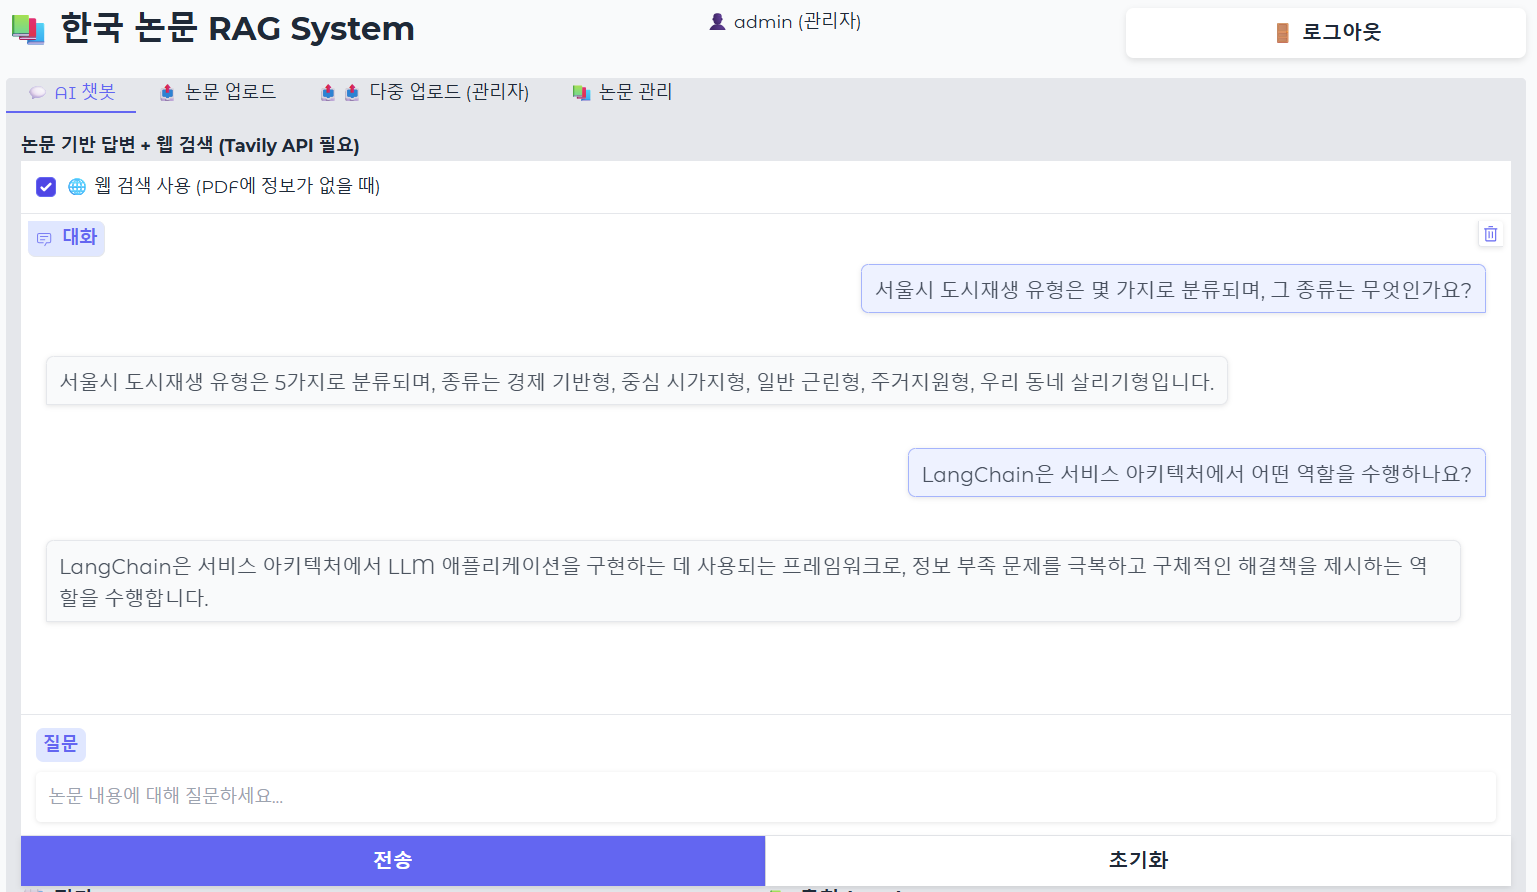 한국 논문 RAG System
admin (관리자)
로그아웃
AI 챗봇
논문 업로드
다중 업로드 (관리자)
논문 관리
논문 기반 답변 + 웹 검색 (Tavily API 필요)
웹 검색 사용 (PDF에 정보가 없을 때)
대화
서울시 도시재생 유형은 몇 가지로 분류되며, 그 종류는 무엇인가요?
서울시 도시재생 유형은 5가지로 분류되며, 종류는 경제 기반형, 중심 시가지형, 일반 근린형, 주거지원형, 우리 동네 살리기형입니다.
LangChain은 서비스 아키텍처에서 어떤 역할을 수행하나요?
LangChain은 서비스 아키텍처에서 LLM 애플리케이션을 구현하는 데 사용되는 프레임워크로, 정보 부족 문제를 극복하고 구체적인 해결책을 제시하는 역
할을 수행합니다.
질문
논문 내용에 대해 질문하세요...
전송
초기화